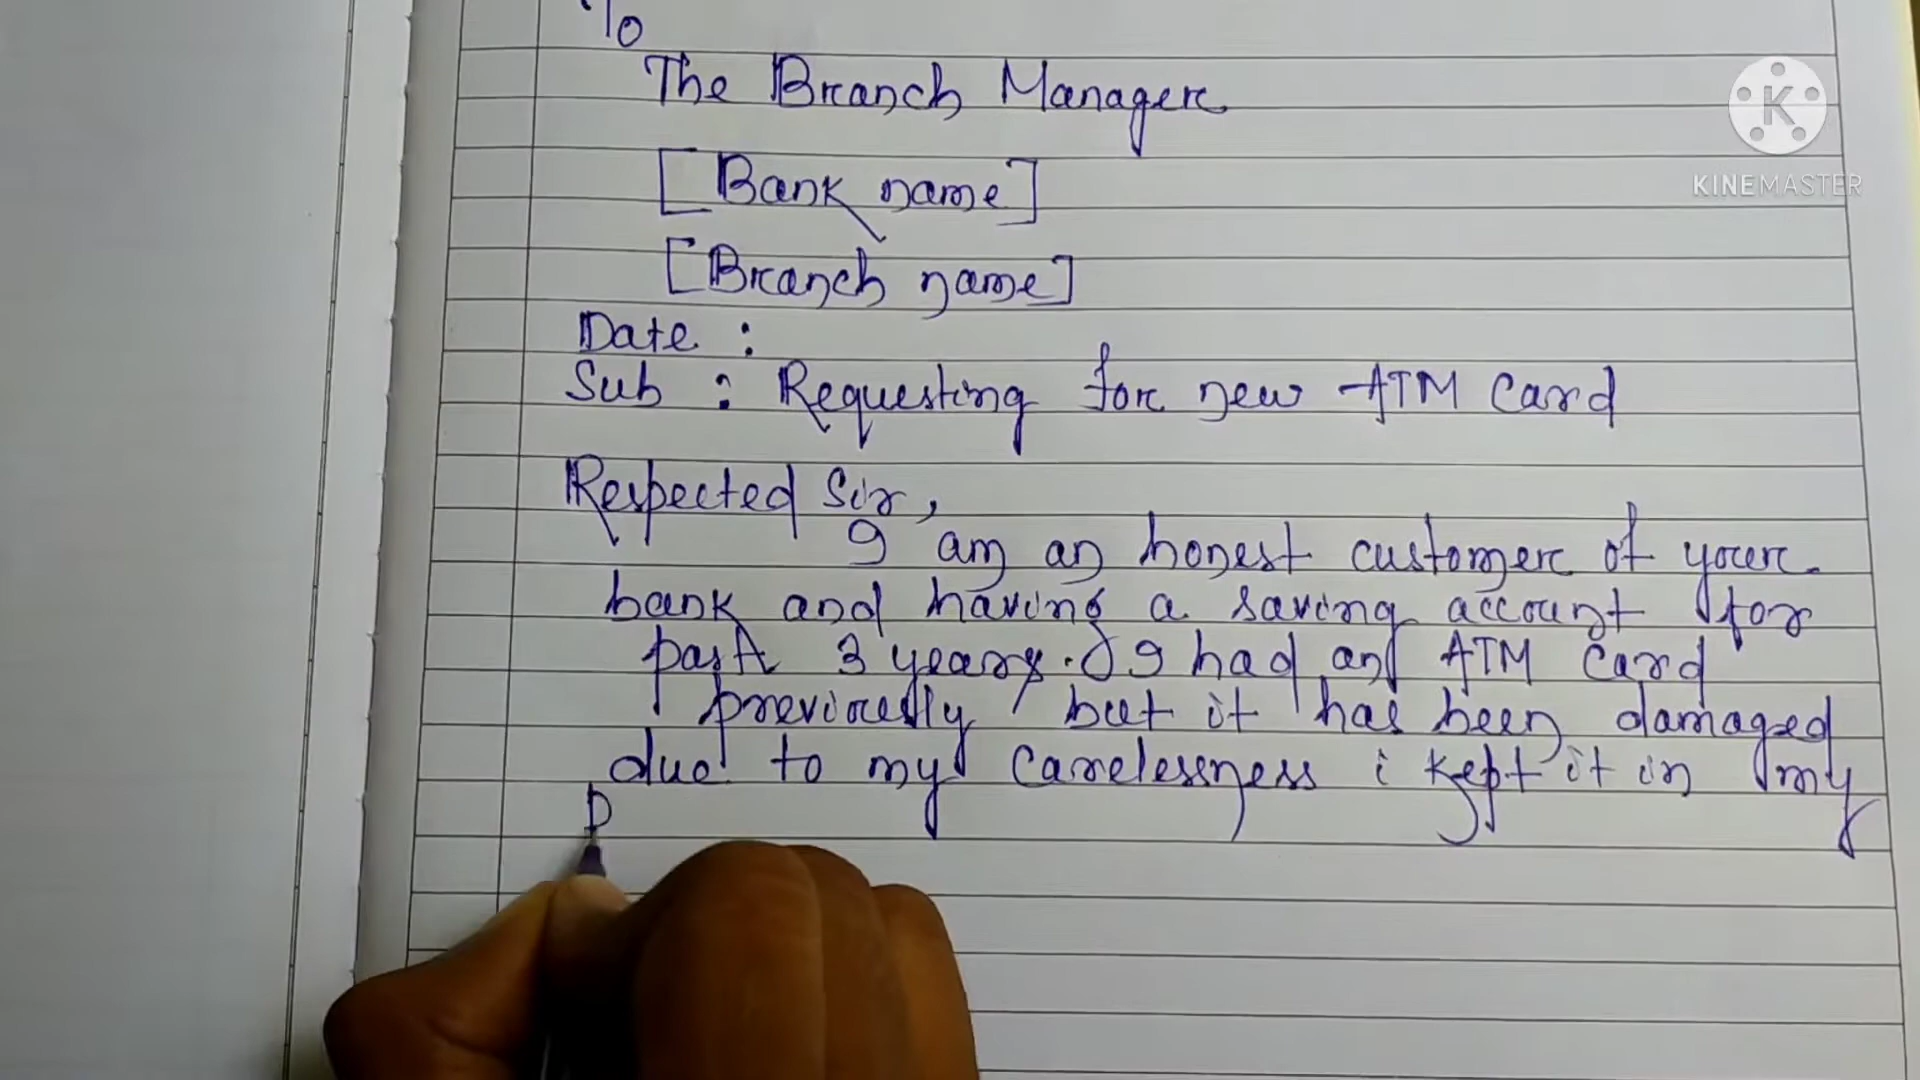 To
The Branch Manager
[Bank name]
[Branch name]
Date :
Sub : Requesting for new ATM Card
Respected Sir,
I am an honest customer of your
bank and having a saving account for
past 3 years. I had an ATM Card
previously but it has been damaged
due to my carelessness i kept it in my
P
K
KINEMASTER